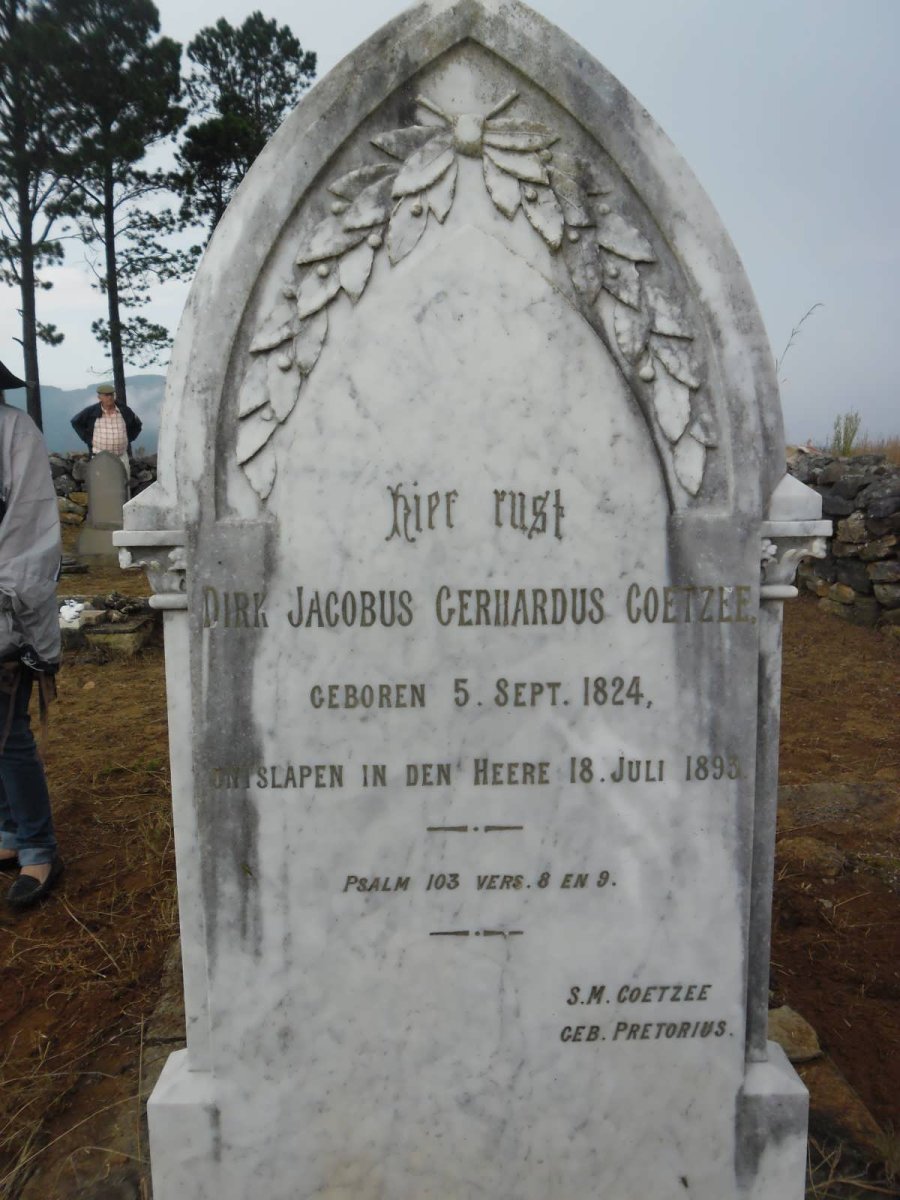 hier rust
DIRK JACOBUS GERHARDUS COETZEE,
GEBOREN 5. SEPT. 1824,
ONTSLAPEN IN DEN HEERE 18. JULI 1893.
PSALM 103 VERS. 8 EN 9.
S.M. COETZEE
GEB. PRETORIUS.